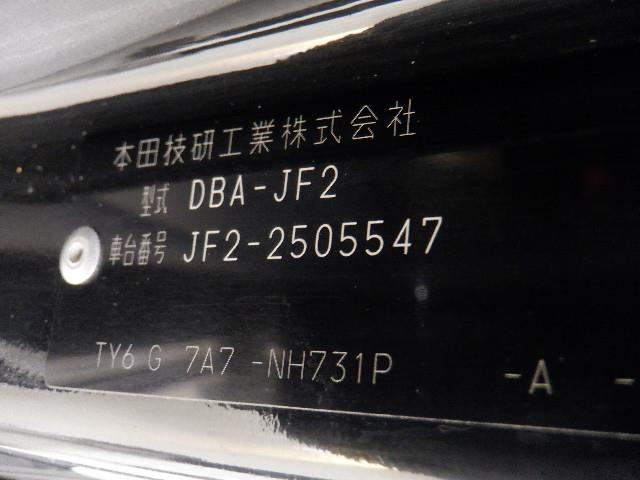 本田技研工業株式会社
型式 DBA-JF2
車台番号 JF2-2505547
TY6 G 7A7 -NH731P -A -